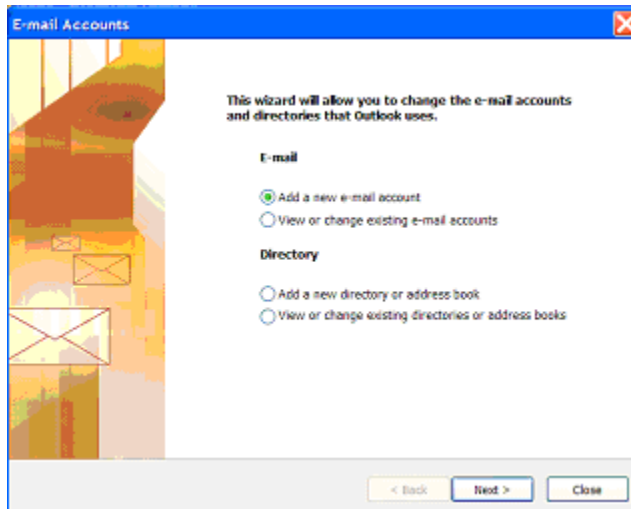 E-mail Accounts
This wizard will allow you to change the e-mail accounts
and directories that Outlook uses.
E-mail
Add a new e-mail account
View or change existing e-mail accounts
Directory
Add a new directory or address book
View or change existing directories or address books
< Back Next > Close